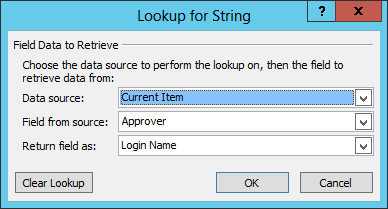 Lookup for String
?
Field Data to Retrieve
Choose the data source to perform the lookup on, then the field to
retrieve data from:
Data source: Current Item
Field from source: Approver
Return field as: Login Name
Clear Lookup OK Cancel